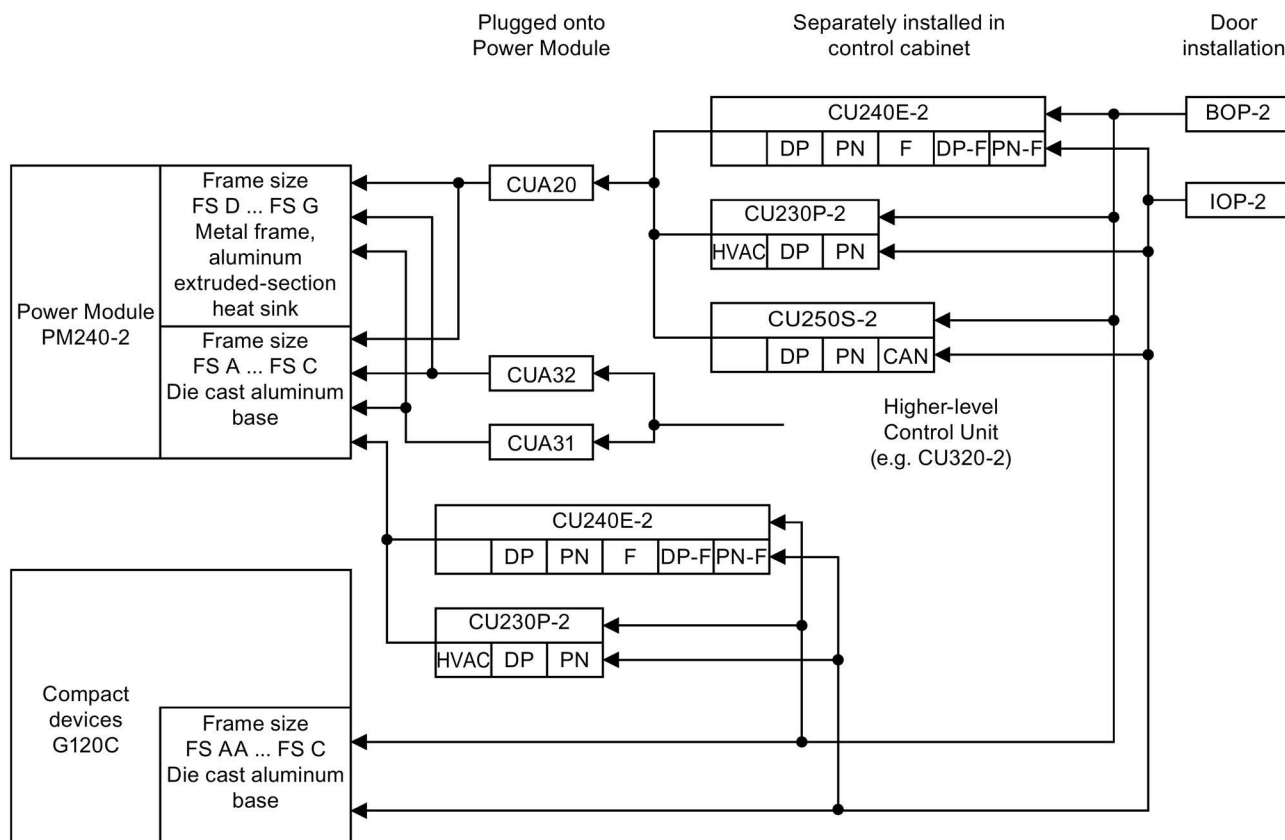 Plugged onto
Power Module
Separately installed in
control cabinet
Door
installation
CU240E-2
DP PN F DP-F PN-F
BOP-2
IOP-2
CUA20
CU230P-2
HVAC DP PN
CU250S-2
DP PN CAN
Power Module
PM240-2
Frame size
FS D ... FS G
Metal frame,
aluminum
extruded-section
heat sink
Frame size
FS A ... FS C
Die cast aluminum
base
CUA32
CUA31
Higher-level
Control Unit
(e.g. CU320-2)
CU240E-2
DP PN F DP-F PN-F
CU230P-2
HVAC DP PN
Compact
devices
G120C
Frame size
FS AA ... FS C
Die cast aluminum
base